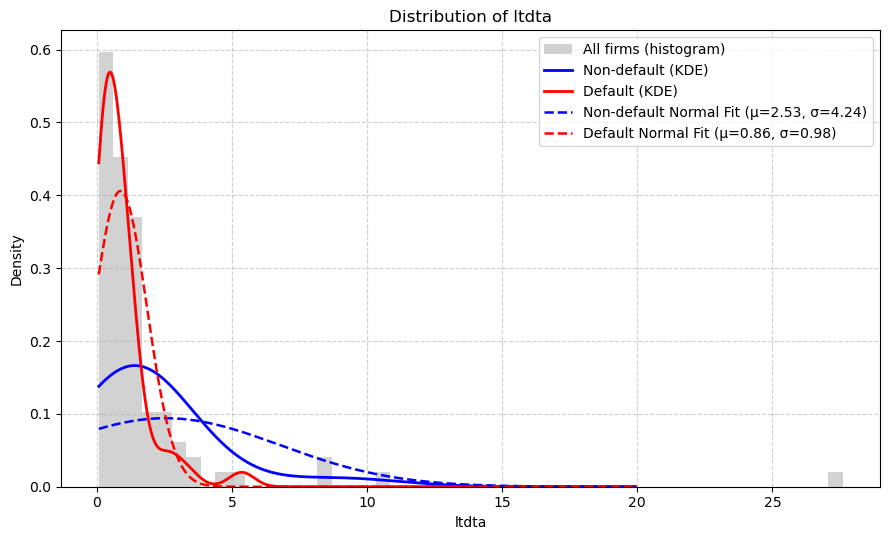 Distribution of ltdta
All firms (histogram)
Non-default (KDE)
Default (KDE)
Non-default Normal Fit (μ=2.53, σ=4.24)
Default Normal Fit (μ=0.86, σ=0.98)
Density
0.6
0.5
0.4
0.3
0.2
0.1
0.0
0 5 10 15 20 25
ltdta